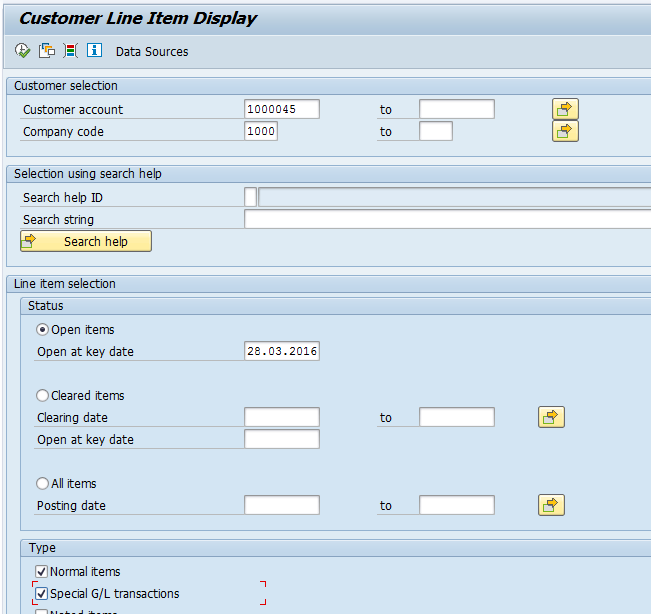 Customer Line Item Display
Data Sources
Customer selection
Customer account 1000045 to
Company code 1000 to
Selection using search help
Search help ID
Search string
Search help
Line item selection
Status
Open items
Open at key date 28.03.2016
Cleared items
Clearing date to
Open at key date
All items
Posting date to
Type
Normal items
Special G/L transactions
Noted items